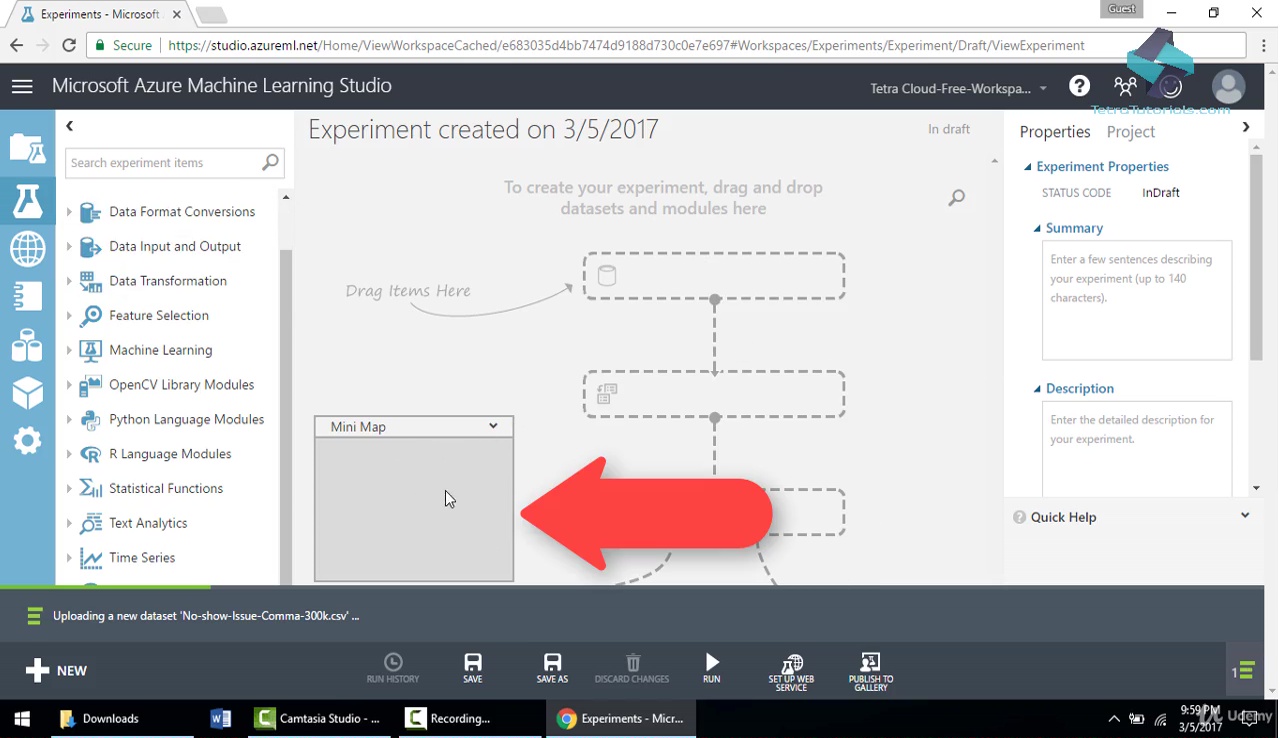 Experiments - Microsoft
Guest
Secure
https://studio.azureml.net/Home/ViewWorkspaceCached/e683035d4bb7474d9188d730c0e7e697#Workspaces/Experiments/Experiment/Draft/ViewExperiment
Microsoft Azure Machine Learning Studio
Tetra Cloud-Free-Workspa...
?
TetraTutorials.com
Search experiment items
Data Format Conversions
Data Input and Output
Data Transformation
Feature Selection
Machine Learning
OpenCV Library Modules
Python Language Modules
R Language Modules
Statistical Functions
Text Analytics
Time Series
Experiment created on 3/5/2017
In draft
To create your experiment, drag and drop
datasets and modules here
Drag Items Here
Mini Map
Properties
Project
Experiment Properties
STATUS CODE
InDraft
Summary
Enter a few sentences describing
your experiment (up to 140
characters).
Description
Enter the detailed description for
your experiment.
? Quick Help
Uploading a new dataset 'No-show-Issue-Comma-300k.csv' ...
NEW
RUN HISTORY
SAVE
SAVE AS
DISCARD CHANGES
RUN
SET UP WEB
SERVICE
PUBLISH TO
GALLERY
1
Downloads
Camtasia Studio - ...
Recording...
Experiments - Micr...
9:59 PM
3/5/2017
Udemy